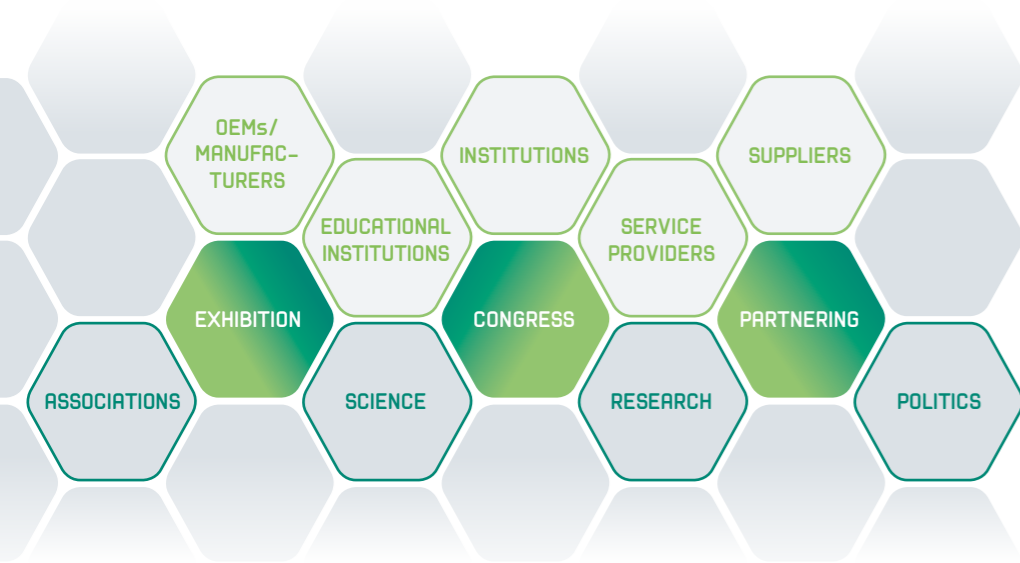 OEMs/
MANUFAC-
TURERS
INSTITUTIONS
SUPPLIERS
EDUCATIONAL
INSTITUTIONS
SERVICE
PROVIDERS
EXHIBITION
CONGRESS
PARTNERING
ASSOCIATIONS
SCIENCE
RESEARCH
POLITICS